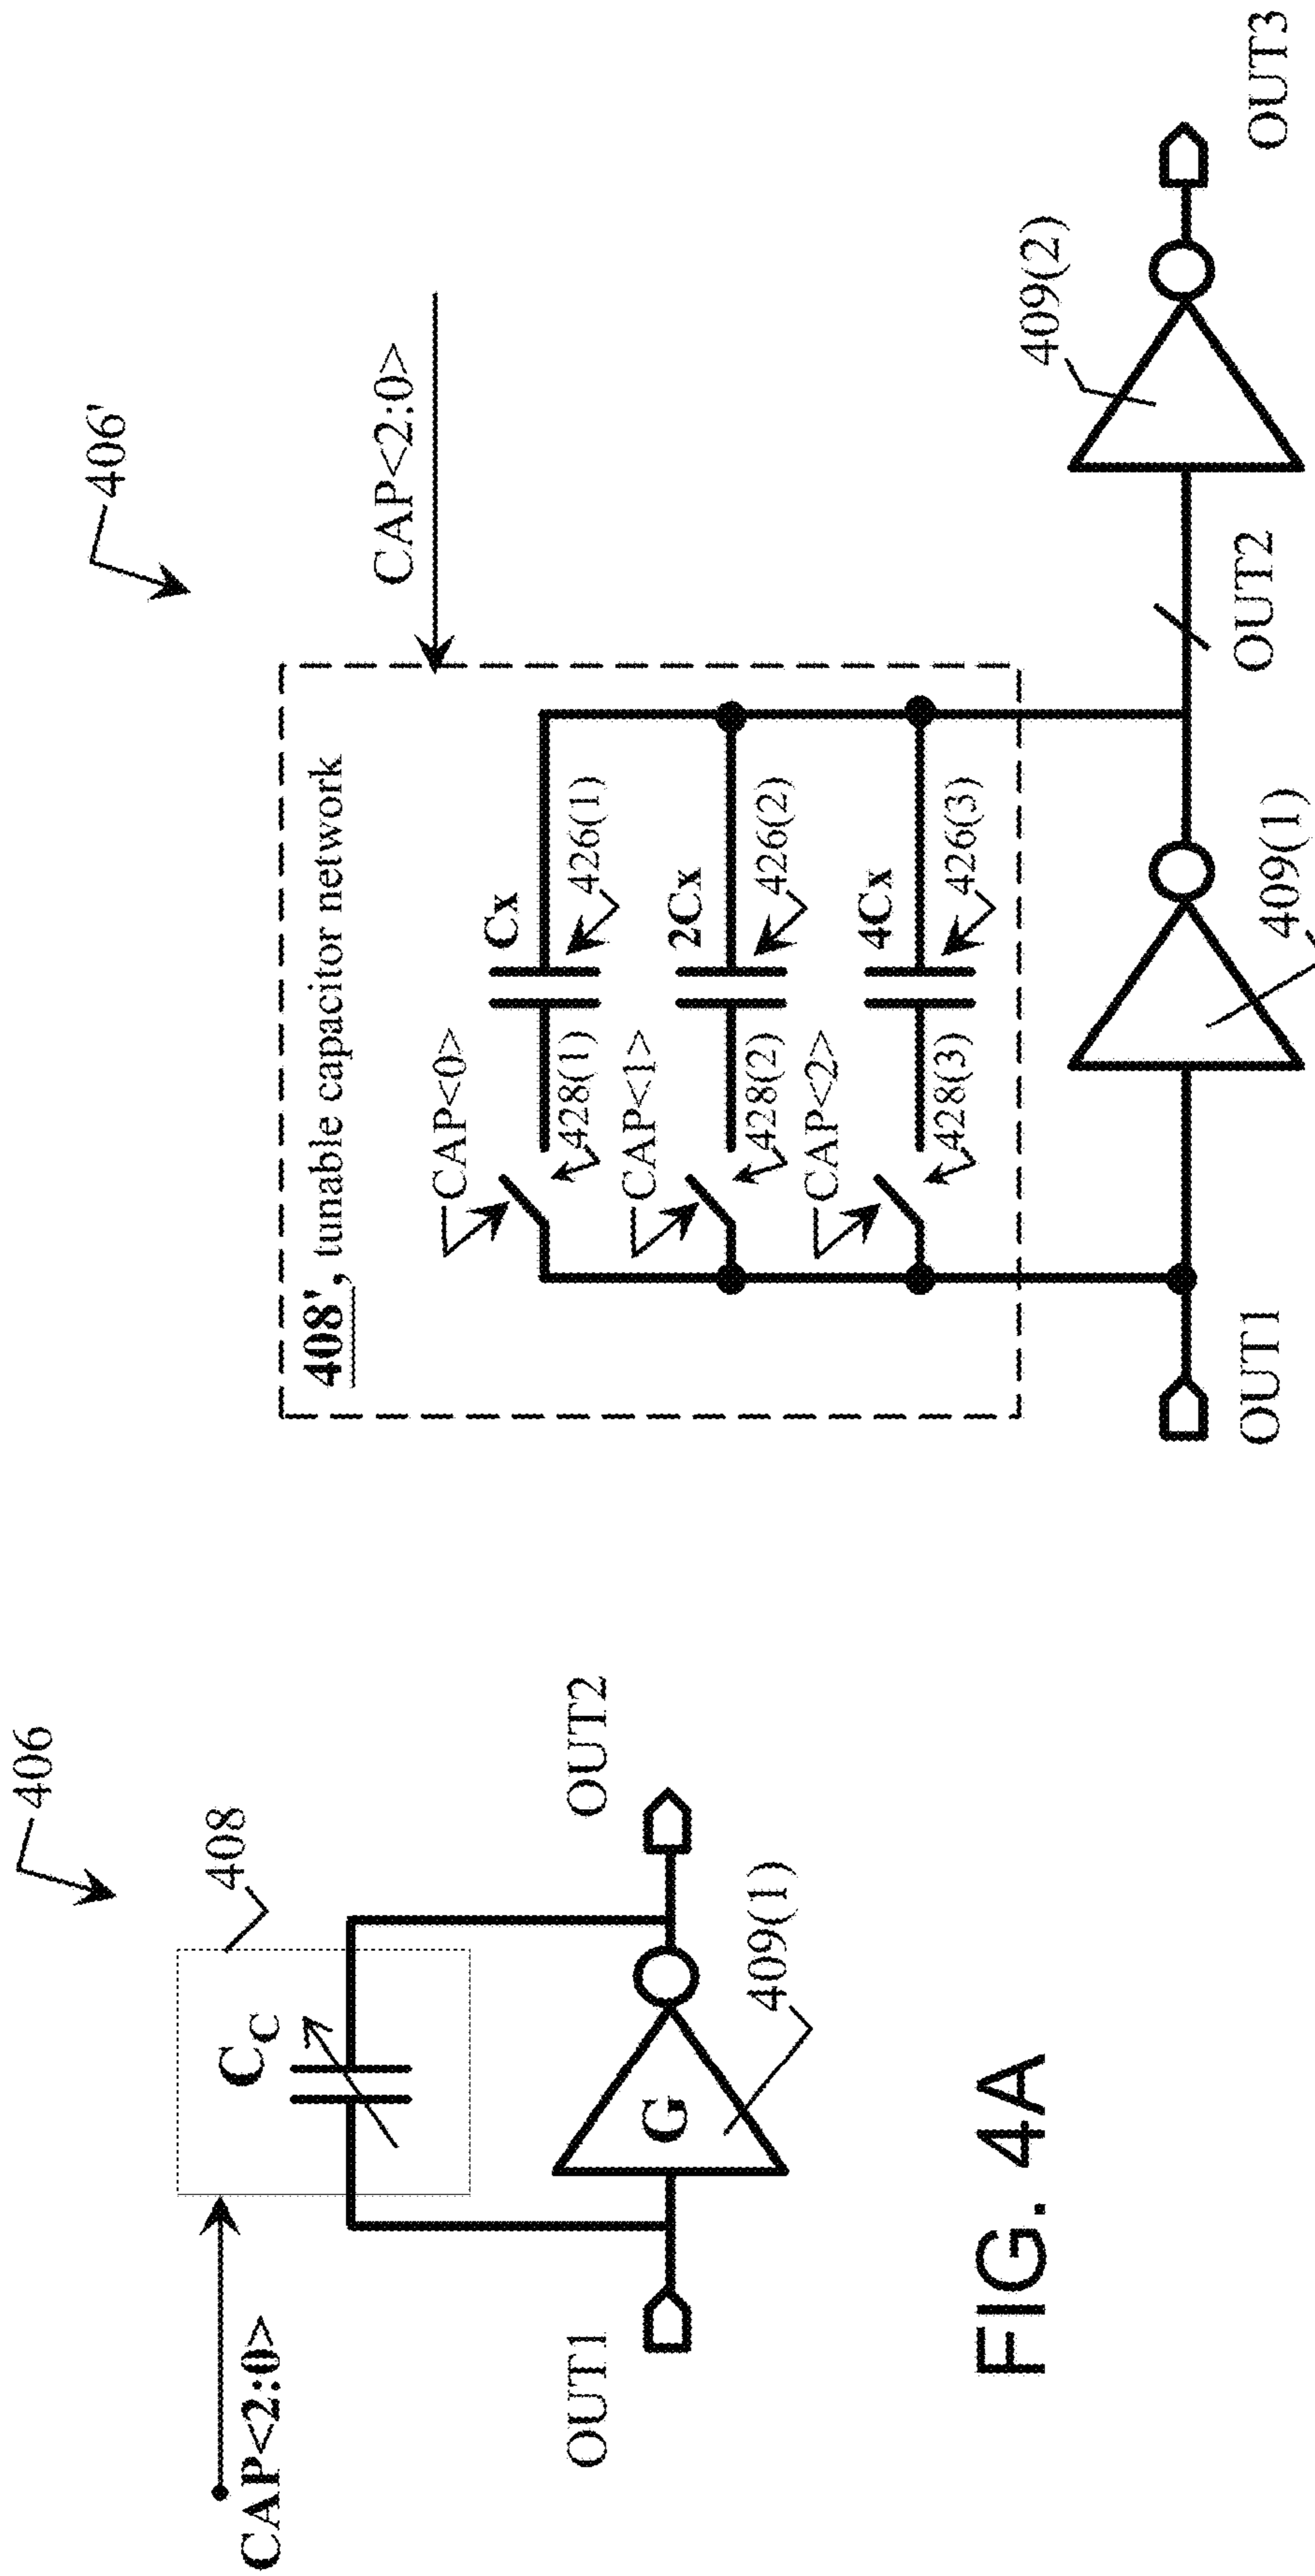 406
408
CAP<2:0>
C_C
G
OUT1
OUT2
409(1)
FIG. 4A
406'
CAP<2:0>
408', tunable capacitor network
CAP<0>
Cx
428(1)
426(1)
CAP<1>
2Cx
428(2)
426(2)
CAP<2>
4Cx
428(3)
426(3)
409(2)
OUT1
OUT2
OUT3
409(1)